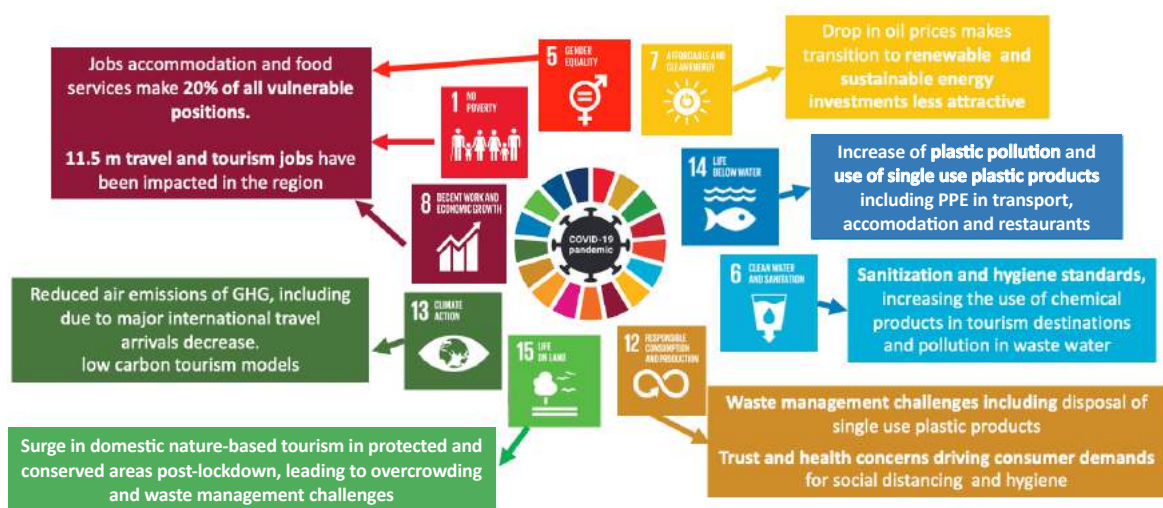 Jobs accommodation and food
services make 20% of all vulnerable
positions.
11.5 m travel and tourism jobs have
been impacted in the region
5 GENDER
EQUALITY
7 AFFORDABLE AND
CLEAN ENERGY
Drop in oil prices makes
transition to renewable and
sustainable energy
investments less attractive
1 NO
POVERTY
14 LIFE
BELOW WATER
Increase of plastic pollution and
use of single use plastic products
including PPE in transport,
accomodation and restaurants
8 DECENT WORK AND
ECONOMIC GROWTH
COVID-19
pandemic
6 CLEAN WATER
AND SANITATION
Sanitization and hygiene standards,
increasing the use of chemical
products in tourism destinations
and pollution in waste water
Reduced air emissions of GHG, including
due to major international travel
arrivals decrease.
low carbon tourism models
13 CLIMATE
ACTION
15 LIFE
ON LAND
12 RESPONSIBLE
CONSUMPTION
AND PRODUCTION
Waste management challenges including disposal of
single use plastic products
Trust and health concerns driving consumer demands
for social distancing and hygiene
Surge in domestic nature-based tourism in protected and
conserved areas post-lockdown, leading to overcrowding
and waste management challenges